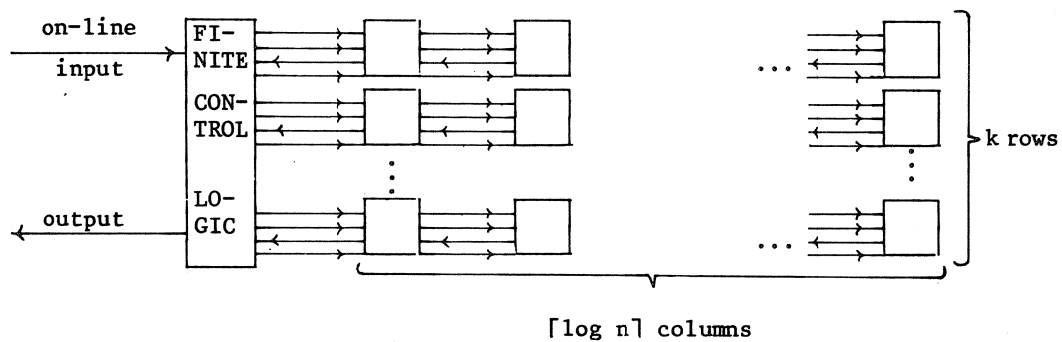 on-line
input
FI-
NITE
CON-
TROL
LO-
GIC
output
...
...
k rows
⌈log n⌉ columns